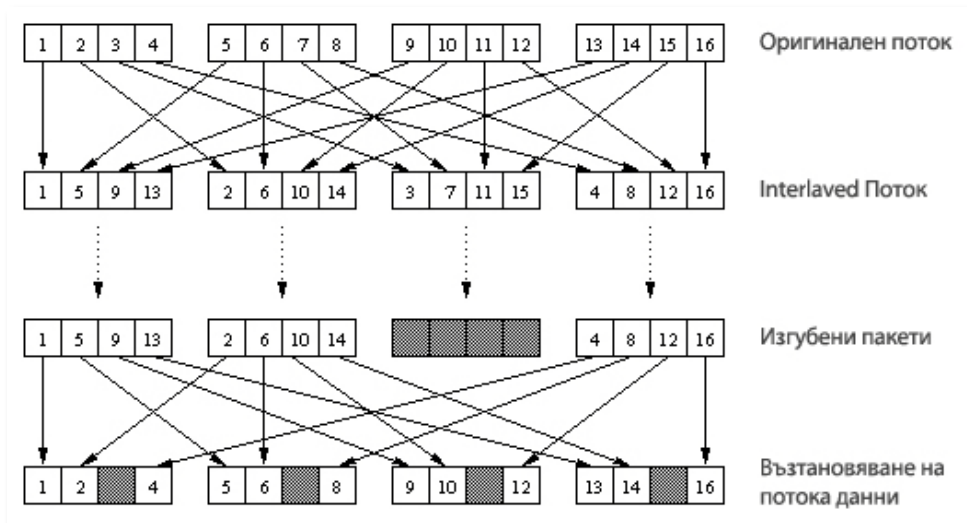 1 2 3 4 5 6 7 8 9 10 11 12 13 14 15 16 Оригинален поток
1 5 9 13 2 6 10 14 3 7 11 15 4 8 12 16 Interlaved Поток
1 5 9 13 2 6 10 14 4 8 12 16 Изгубени пакети
1 2 4 5 6 8 9 10 12 13 14 16 Възтановяване на
потока данни